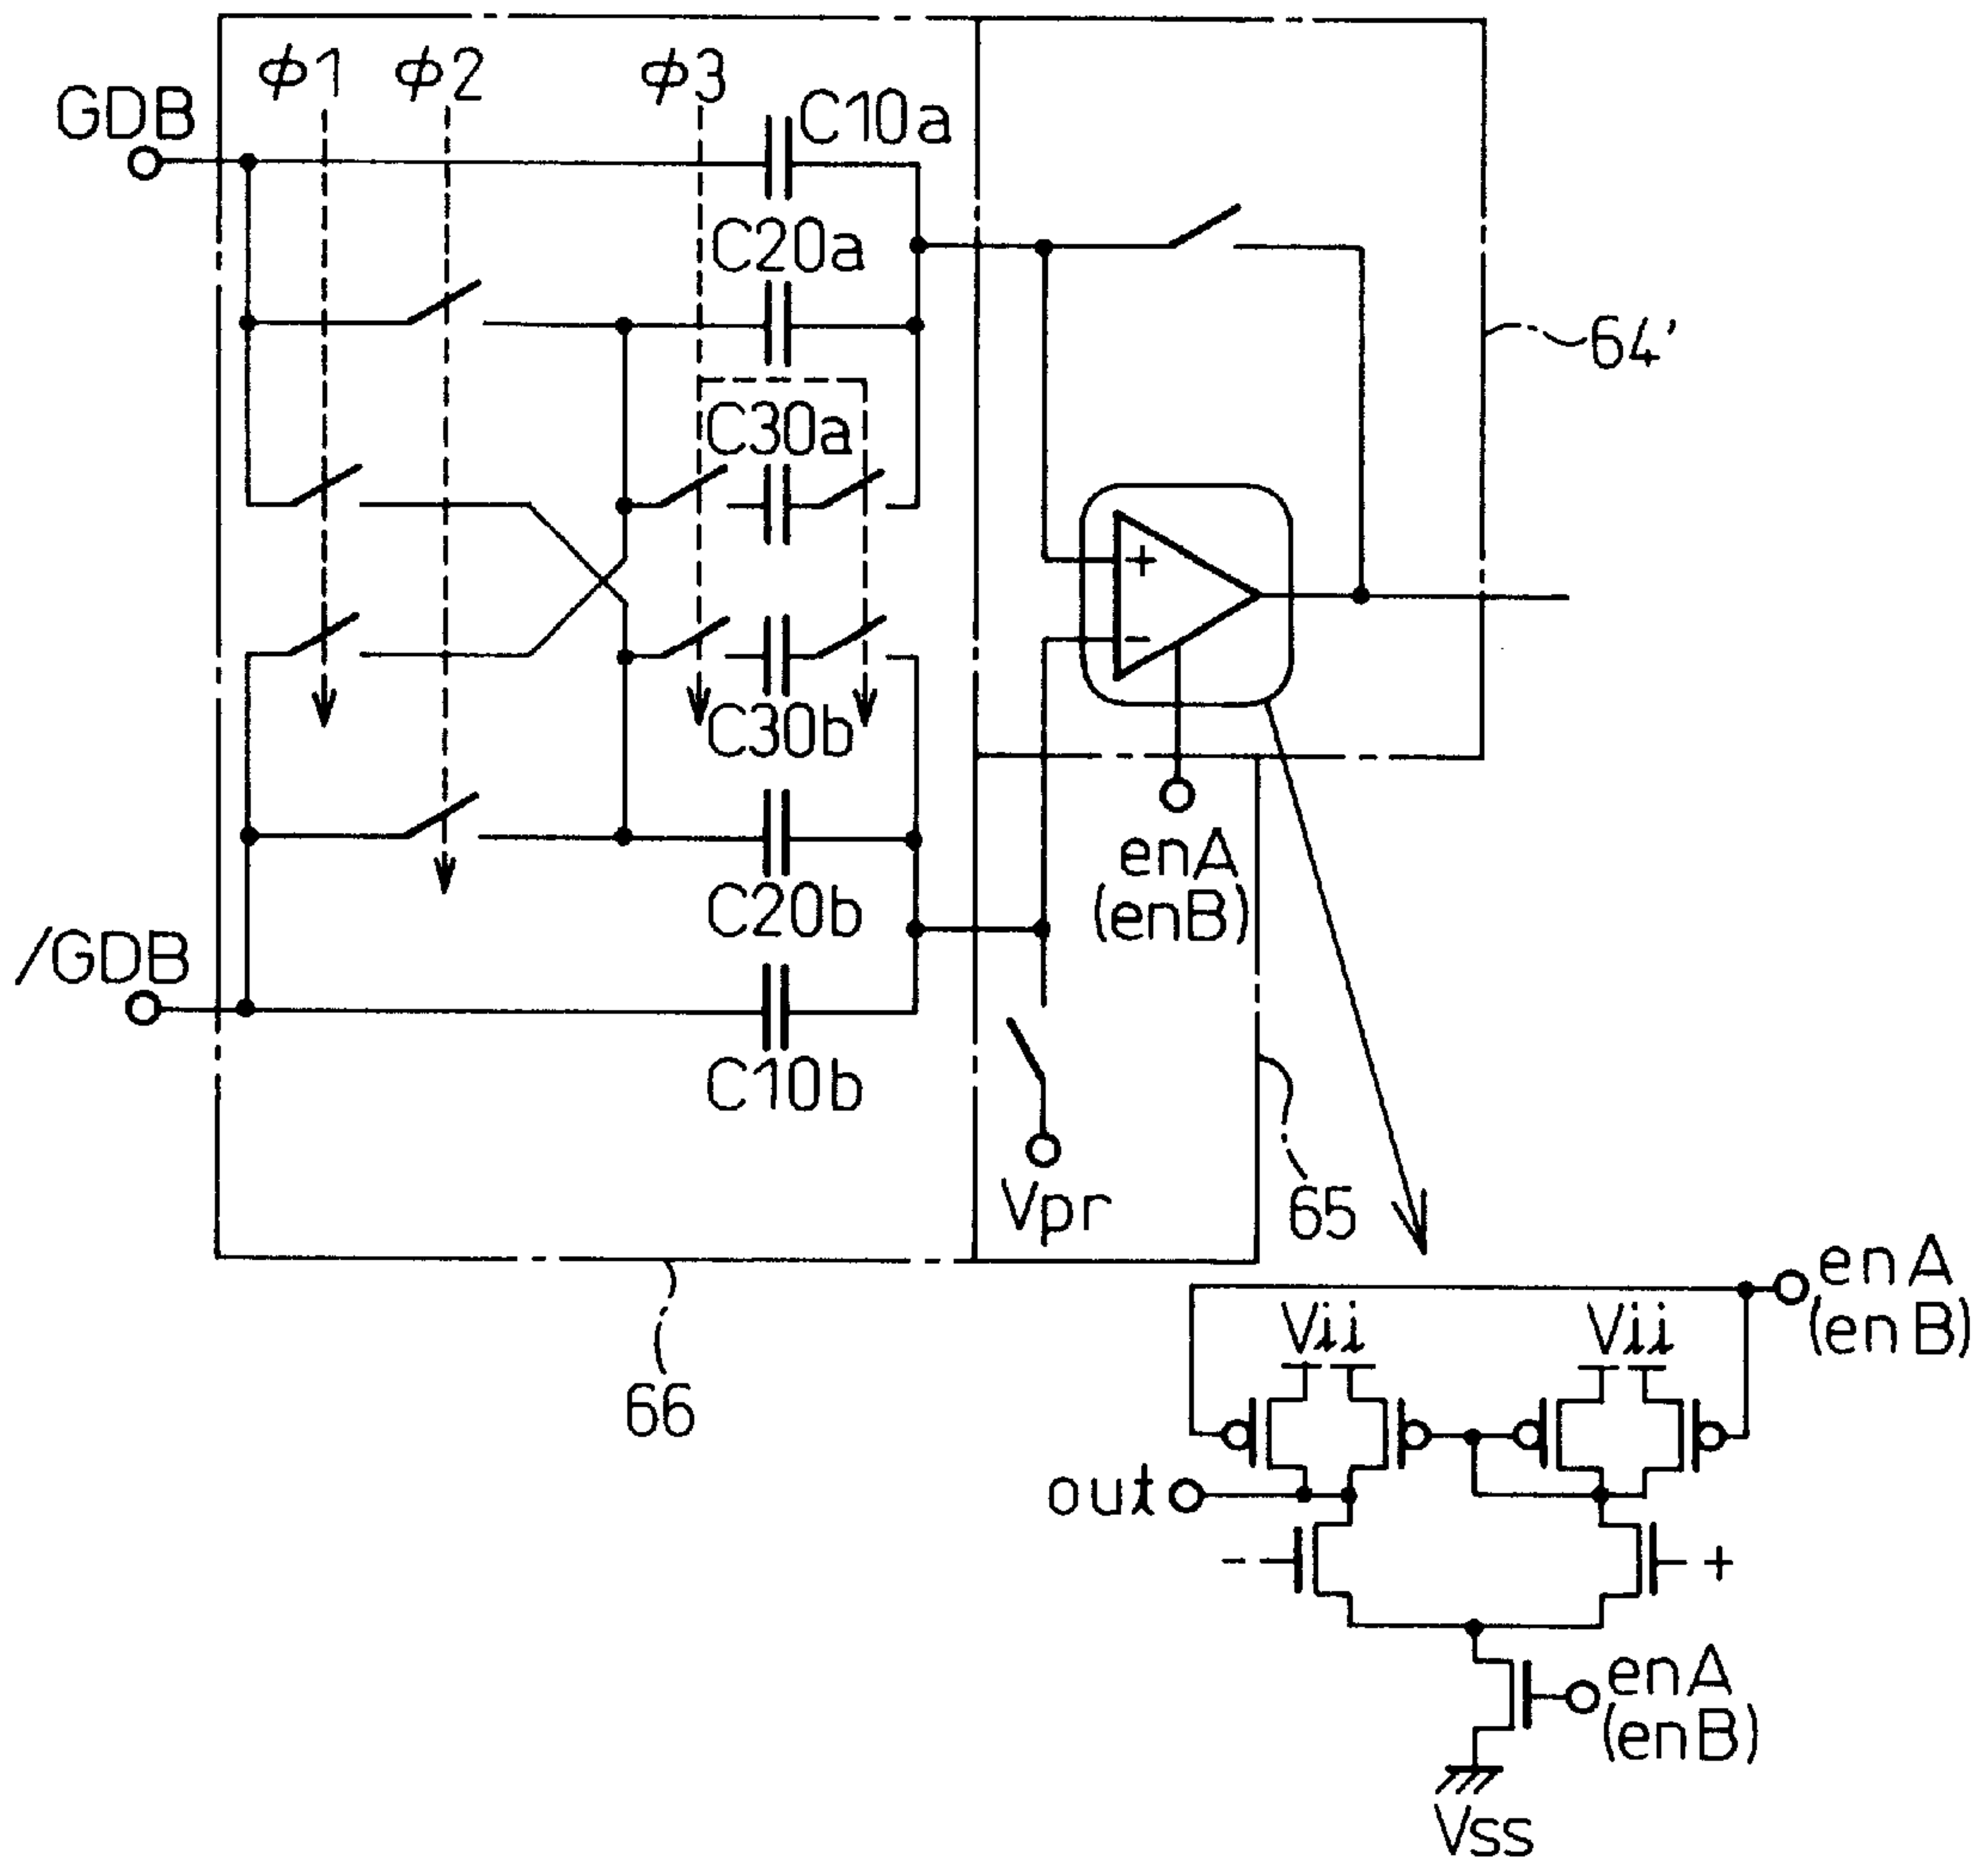 φ1 φ2 φ3
GDB
C10a
C20a
64'
C30a
+
-
C30b
enA
(enB)
C20b
/GDB
C10b
Vpr
65
66
enA
(enB)
Vii Vii
out
- +
enA
(enB)
Vss